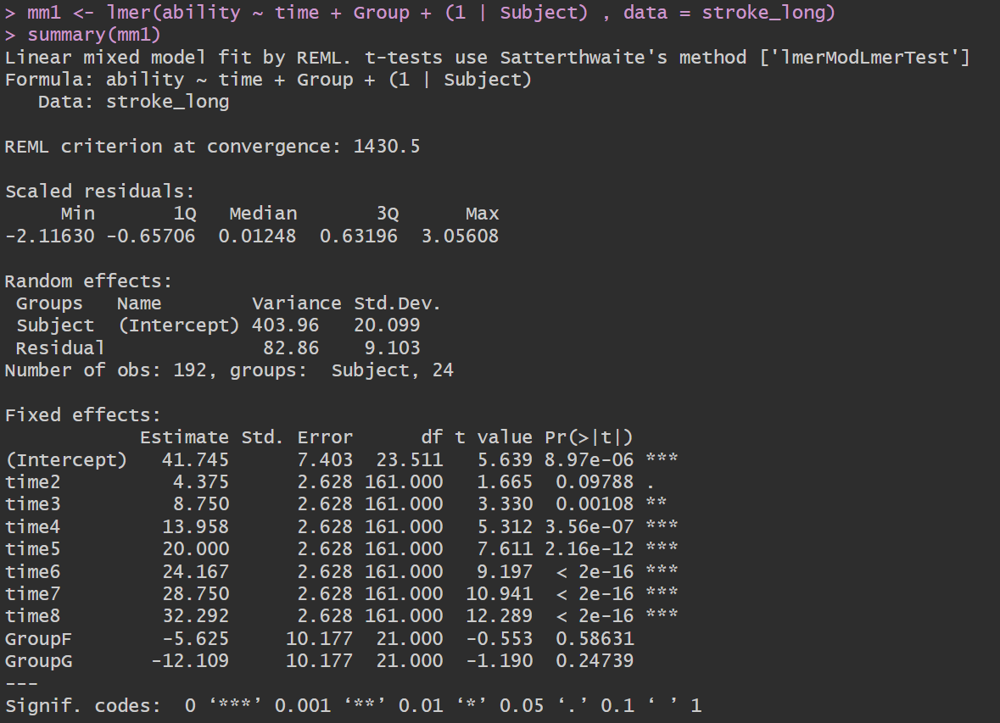 > mm1 <- lmer(ability ~ time + Group + (1 | Subject) , data = stroke_long)
> summary(mm1)
Linear mixed model fit by REML. t-tests use Satterthwaite's method ['lmerModLmerTest']
Formula: ability ~ time + Group + (1 | Subject)
   Data: stroke_long

REML criterion at convergence: 1430.5

Scaled residuals:
     Min       1Q   Median       3Q      Max
-2.11630 -0.65706  0.01248  0.63196  3.05608

Random effects:
 Groups   Name        Variance Std.Dev.
 Subject  (Intercept) 403.96   20.099
 Residual              82.86    9.103
Number of obs: 192, groups:  Subject, 24

Fixed effects:
            Estimate Std. Error      df t value Pr(>|t|)
(Intercept)   41.745      7.403  23.511   5.639 8.97e-06 ***
time2          4.375      2.628 161.000   1.665  0.09788 .
time3          8.750      2.628 161.000   3.330  0.00108 **
time4         13.958      2.628 161.000   5.312 3.56e-07 ***
time5         20.000      2.628 161.000   7.611 2.16e-12 ***
time6         24.167      2.628 161.000   9.197  < 2e-16 ***
time7         28.750      2.628 161.000  10.941  < 2e-16 ***
time8         32.292      2.628 161.000  12.289  < 2e-16 ***
GroupF        -5.625     10.177  21.000  -0.553  0.58631
GroupG       -12.109     10.177  21.000  -1.190  0.24739
---
Signif. codes:  0 ‘***’ 0.001 ‘**’ 0.01 ‘*’ 0.05 ‘.’ 0.1 ‘ ’ 1